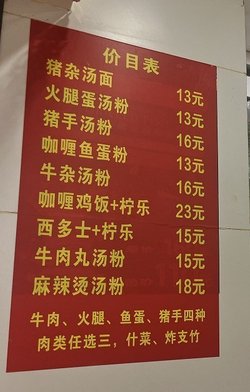 价目表
猪杂汤面 13元
火腿蛋汤粉 13元
猪手汤粉 16元
咖喱鱼蛋粉 13元
牛杂汤粉 16元
咖喱鸡饭+柠乐 23元
西多士+柠乐 15元
牛肉丸汤粉 15元
麻辣烫汤粉 18元
牛肉、火腿、鱼蛋、猪手四种
肉类任选三，什菜、炸支竹